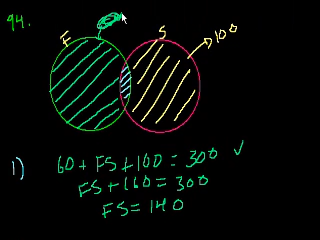 94.
F S 100
1) 60 + FS + 100 = 300 ✓
FS + 160 = 300
FS = 140